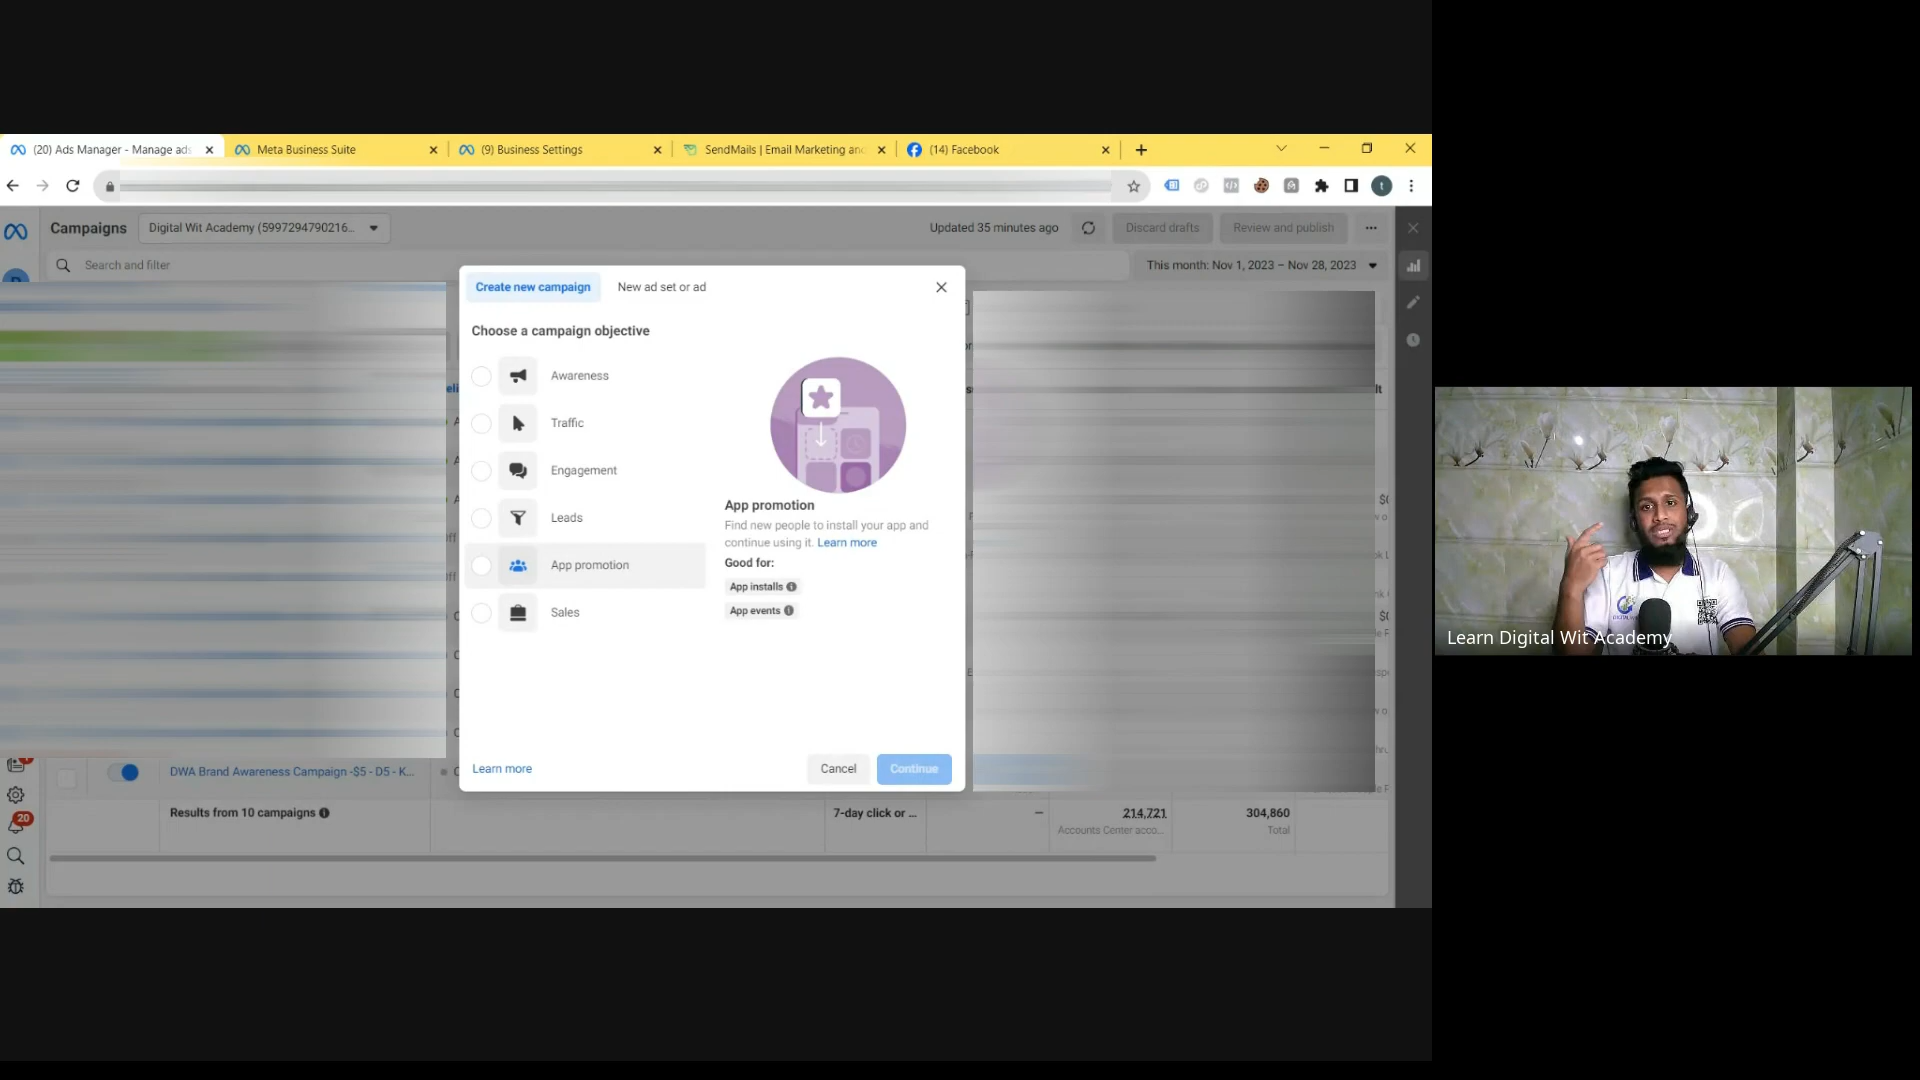 (20) Ads Manager - Manage ads
Meta Business Suite
(9) Business Settings
SendMails | Email Marketing an
(14) Facebook
Campaigns
Digital Wit Academy (5997294790216...
Updated 35 minutes ago
Discard drafts
Review and publish
Search and filter
This month: Nov 1, 2023 – Nov 28, 2023
Create new campaign
New ad set or ad
Choose a campaign objective
Awareness
Traffic
Engagement
Leads
App promotion
Sales
App promotion
Find new people to install your app and
continue using it. Learn more
Good for:
App installs
App events
Learn more
Cancel
Continue
DWA Brand Awareness Campaign -$5 - D5 - K...
Results from 10 campaigns
7-day click or ...
—
214,721
304,860
Accounts Center acco...
Total
20
Learn Digital Wit Academy